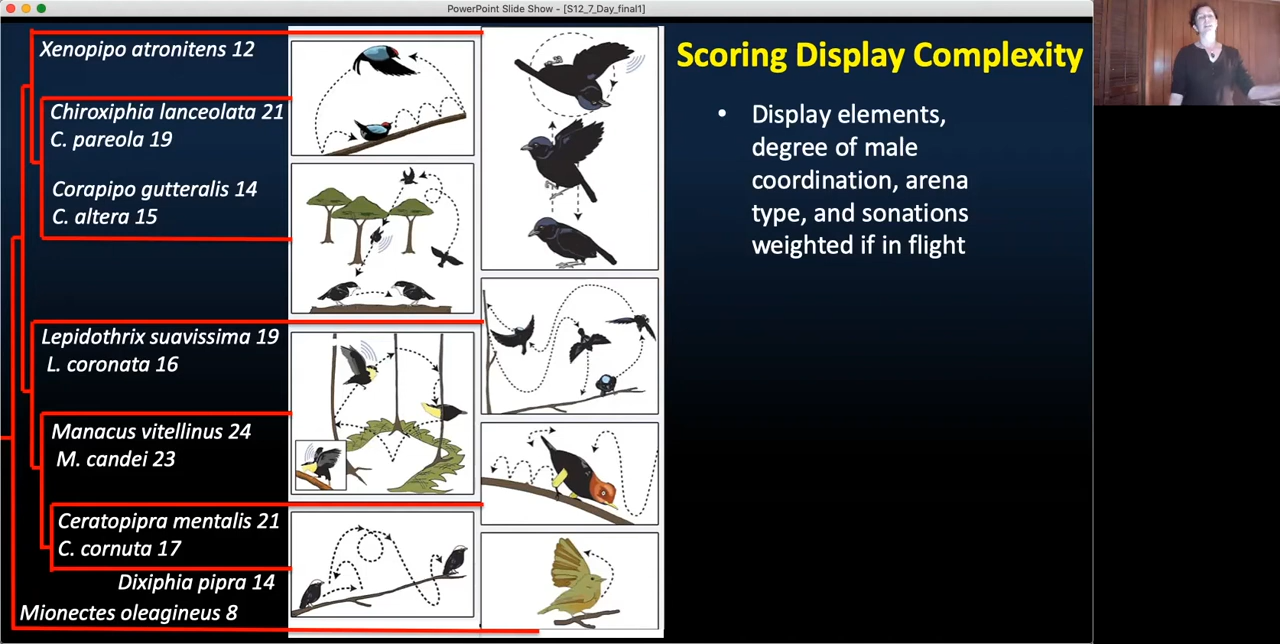 PowerPoint Slide Show - [S12_7_Day_final1]
Xenopipo atronitens 12
Chiroxiphia lanceolata 21
C. pareola 19
Corapipo gutteralis 14
C. altera 15
Lepidothrix suavissima 19
L. coronata 16
Manacus vitellinus 24
M. candei 23
Ceratopipra mentalis 21
C. cornuta 17
Dixiphia pipra 14
Mionectes oleagineus 8
Scoring Display Complexity
• Display elements,
degree of male
coordination, arena
type, and sonations
weighted if in flight